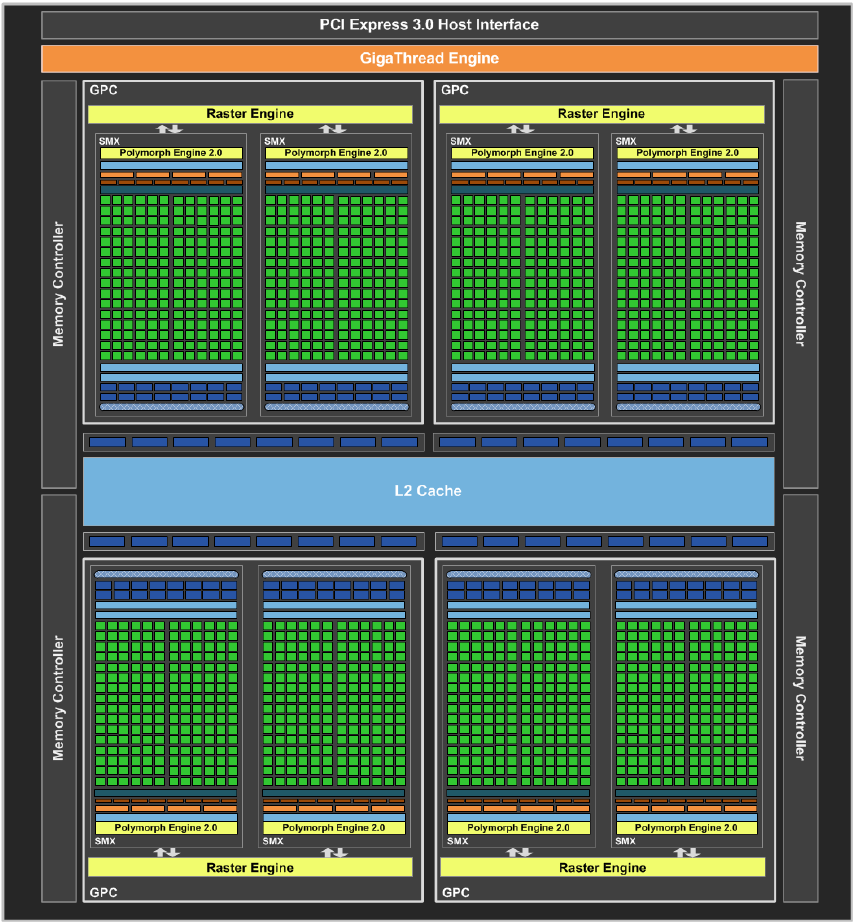 PCI Express 3.0 Host Interface
GigaThread Engine
Memory Controller
GPC
Raster Engine
SMX
Polymorph Engine 2.0
SMX
Polymorph Engine 2.0
GPC
Raster Engine
SMX
Polymorph Engine 2.0
SMX
Polymorph Engine 2.0
Memory Controller
L2 Cache
Memory Controller
Polymorph Engine 2.0
SMX
Polymorph Engine 2.0
SMX
Raster Engine
GPC
Polymorph Engine 2.0
SMX
Polymorph Engine 2.0
SMX
Raster Engine
GPC
Memory Controller